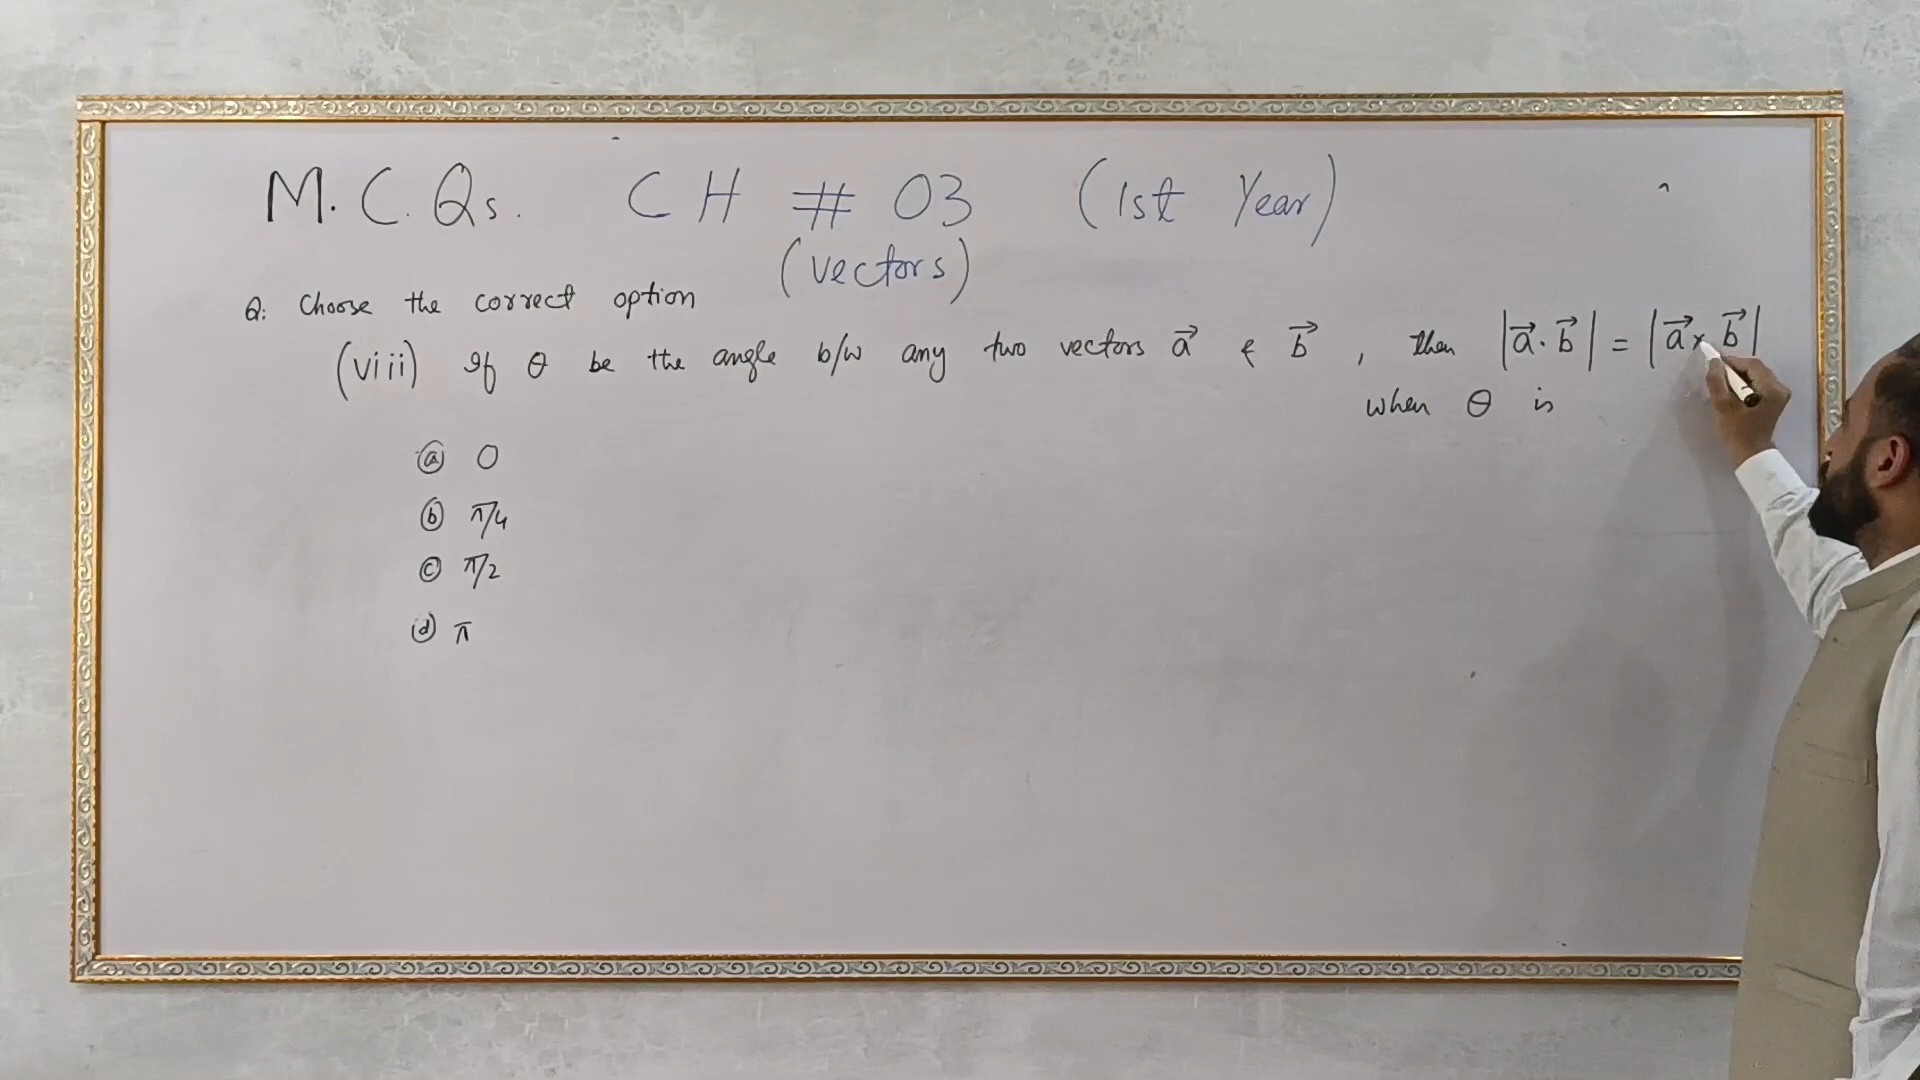 M.C.Qs. CH # 03 (1st Year)
(vectors)
Q: Choose the correct option
(viii) If θ be the angle b/w any two vectors a⃗ & b⃗, then |a⃗·b⃗| = |a⃗×b⃗|
when θ is
(a) 0
(b) π/4
(c) π/2
(d) π